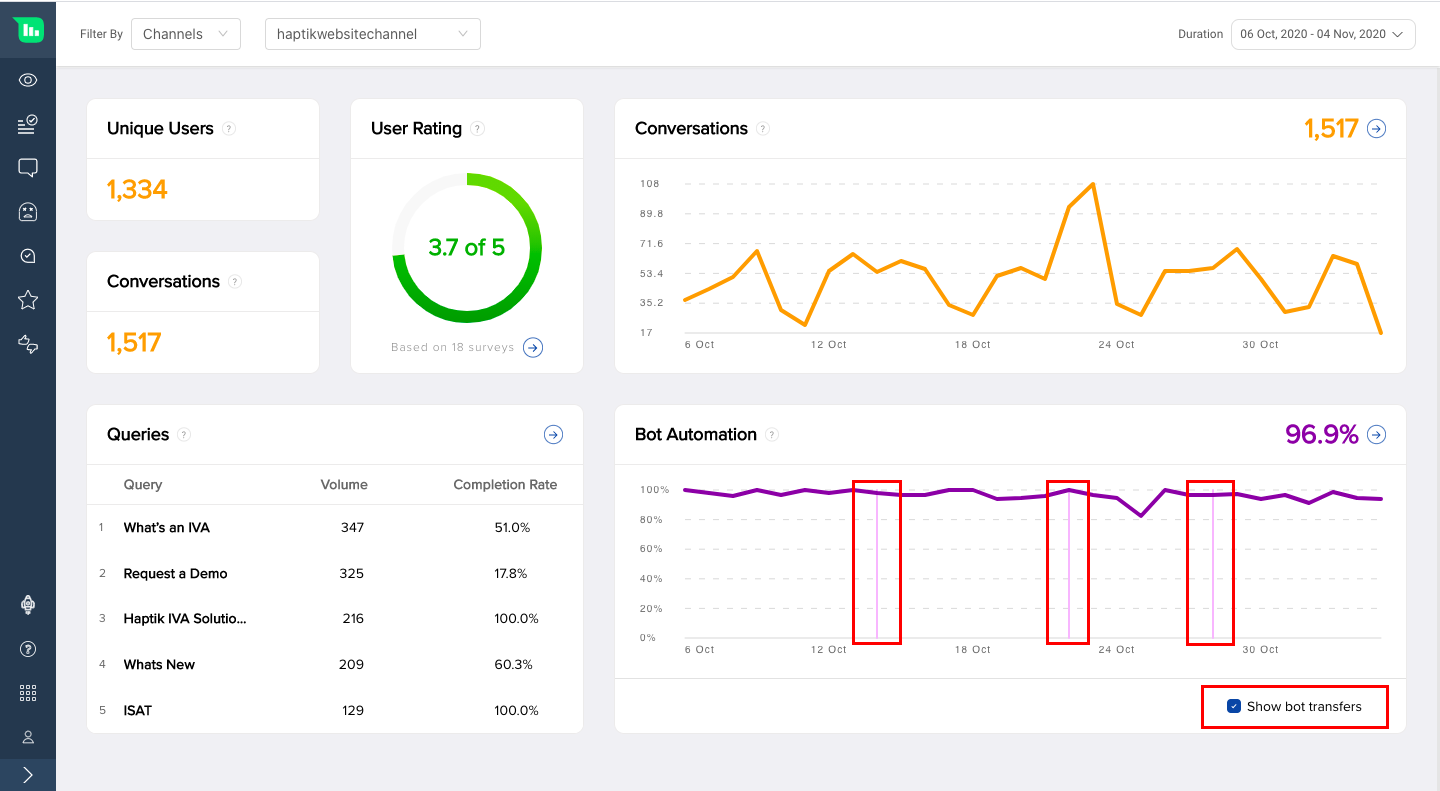 Filter By Channels haptikwebsitechannel Duration 06 Oct, 2020 - 04 Nov, 2020
Unique Users ?
1,334
Conversations ?
1,517
User Rating ?
3.7 of 5
Based on 18 surveys
Conversations ? 1,517
108
89.8
71.6
53.4
35.2
17
6 Oct 12 Oct 18 Oct 24 Oct 30 Oct
Queries ?
Query Volume Completion Rate
1 What's an IVA 347 51.0%
2 Request a Demo 325 17.8%
3 Haptik IVA Solutio... 216 100.0%
4 Whats New 209 60.3%
5 ISAT 129 100.0%
Bot Automation ? 96.9%
100%
80%
60%
40%
20%
0%
6 Oct 12 Oct 18 Oct 24 Oct 30 Oct
Show bot transfers
?